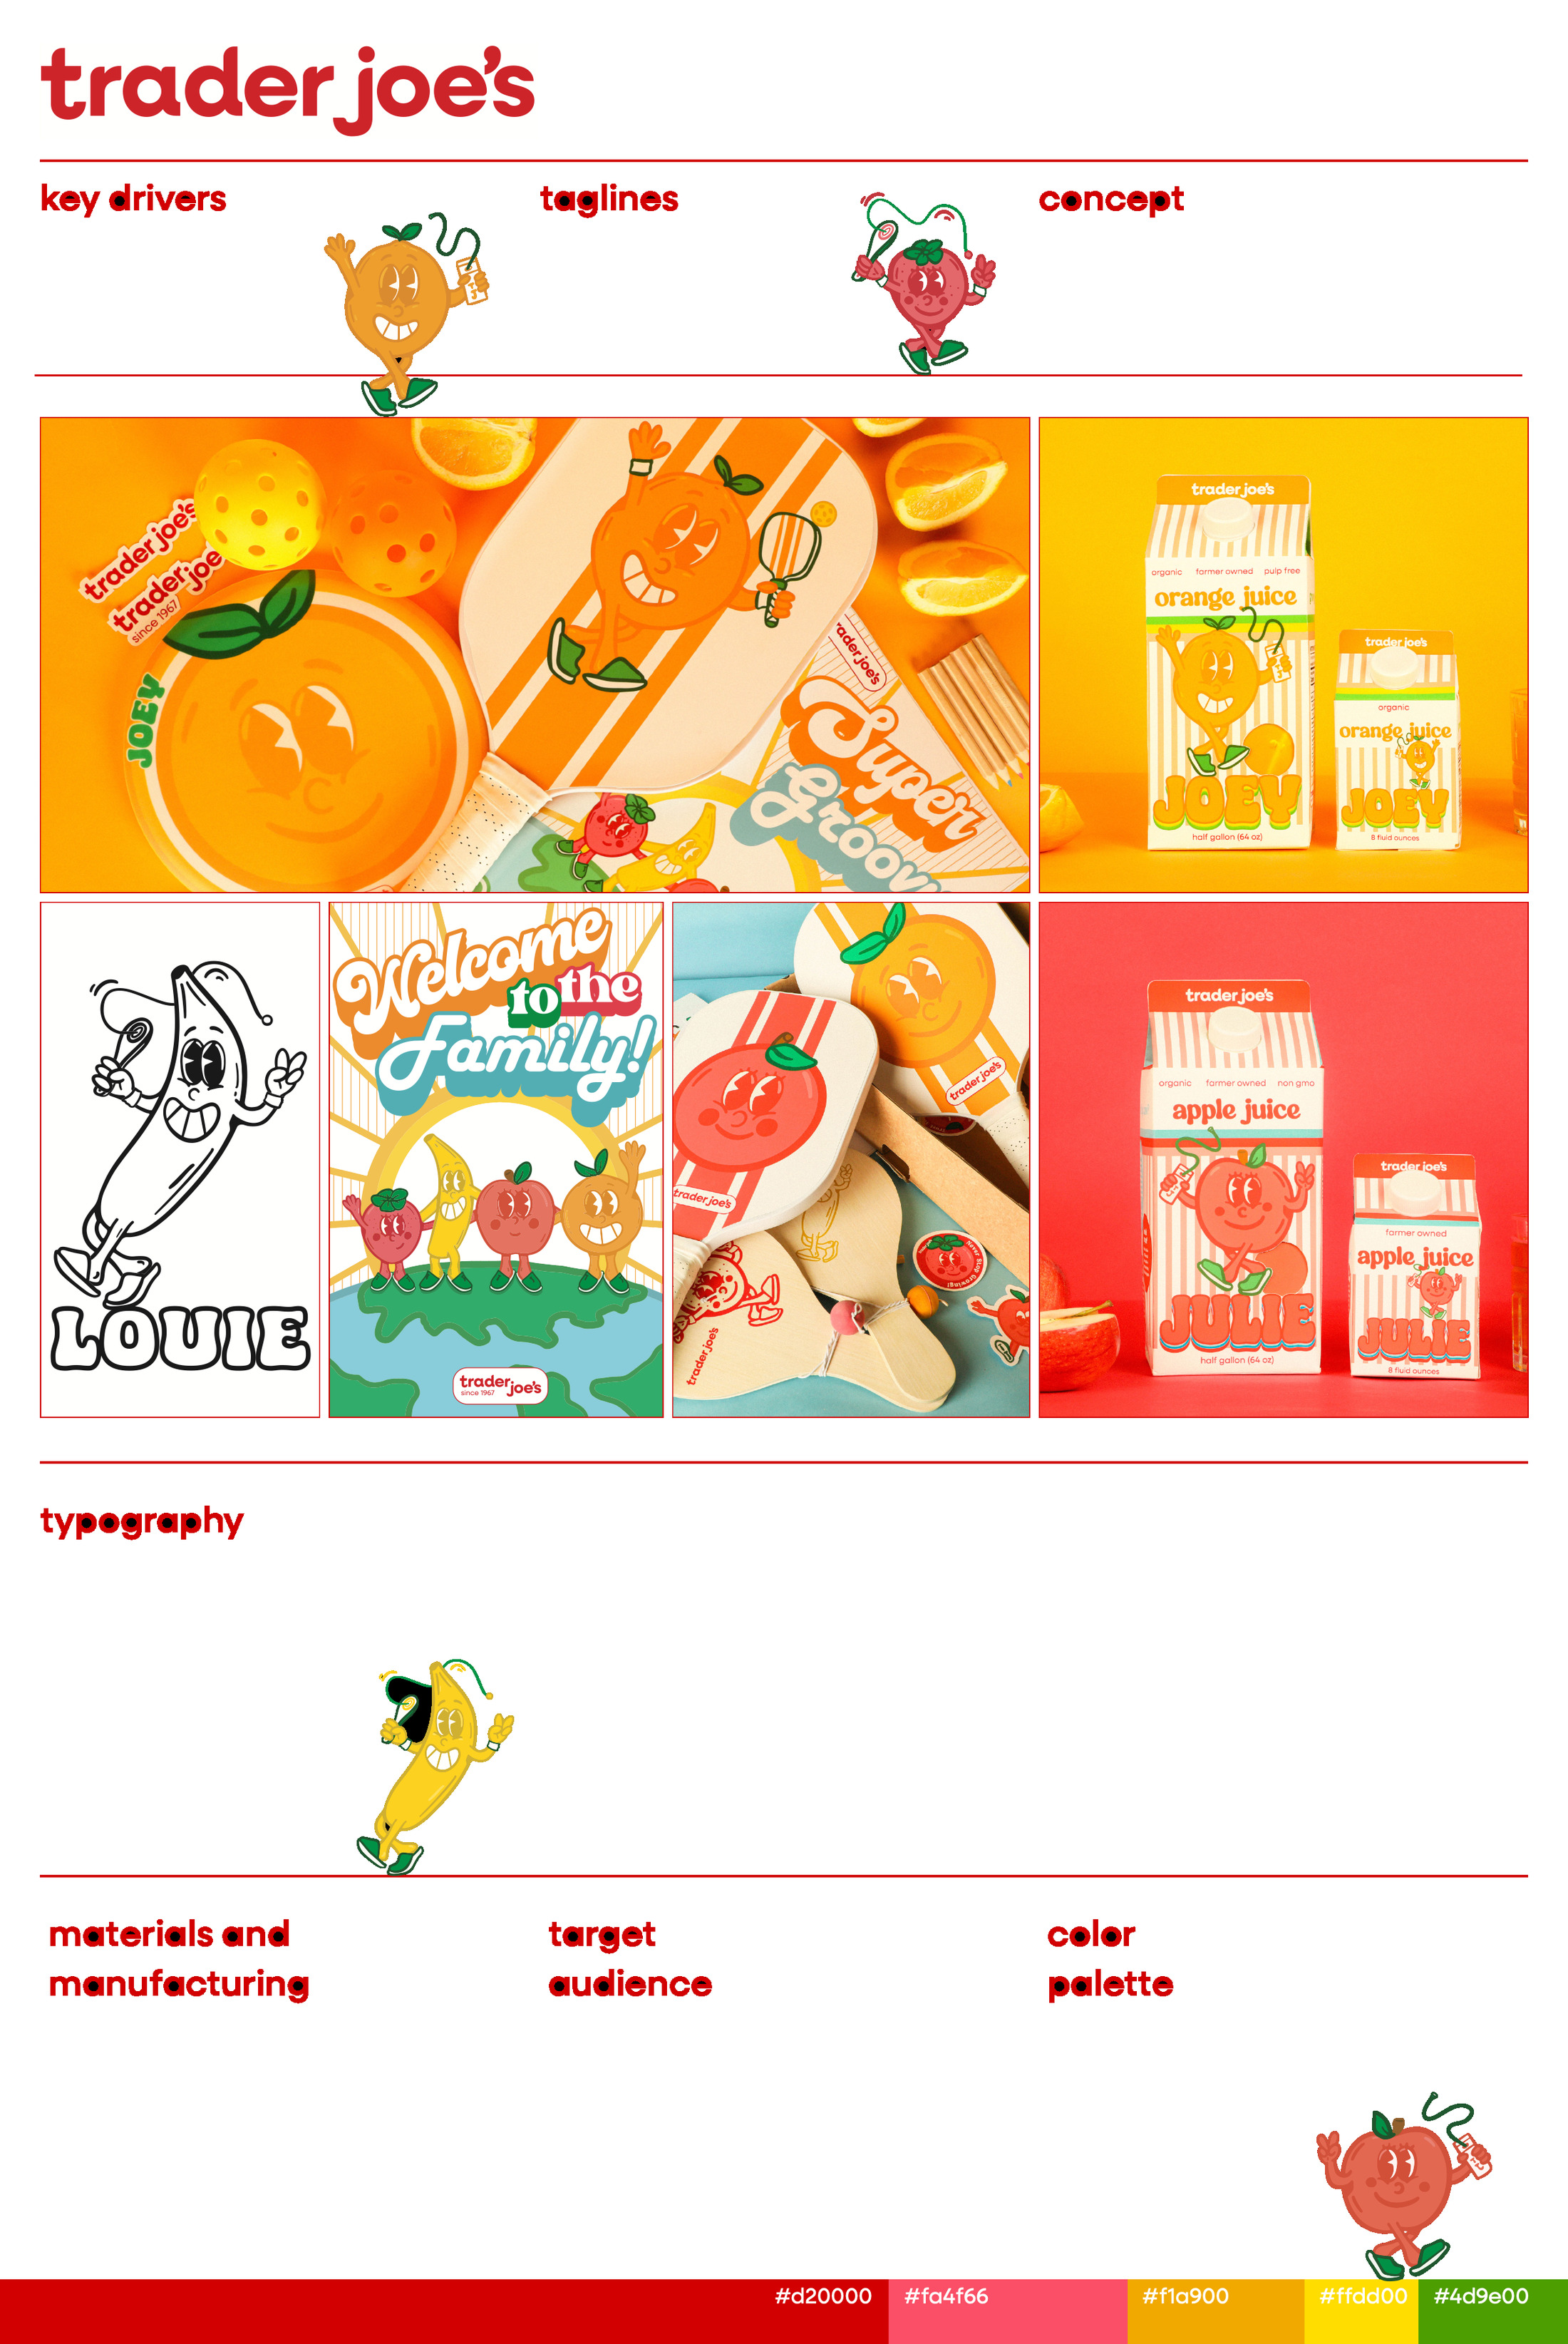 trader joe's
key drivers
taglines
concept
trader joe's
trader joe
since 1967
JOEY
trader joe's
Super
trader joe's
organic farmer owned pulp free
orange juice
JOEY
half gallon (64 oz)
trader joe's
organic
orange juice
JOEY
8 fluid ounces
LOUIE
Welcome
to the
Family!
trader joe's
since 1967
trader joe's
trader joe's
trader joe's
Never Stop Growing!
trader joe's
organic farmer owned non gmo
apple juice
JULIE
half gallon (64 oz)
trader joe's
farmer owned
apple juice
JULIE
8 fluid ounces
typography
materials and
manufacturing
target
audience
color
palette
#d20000
#fa4f66
#f1a900
#ffdd00
#4d9e00